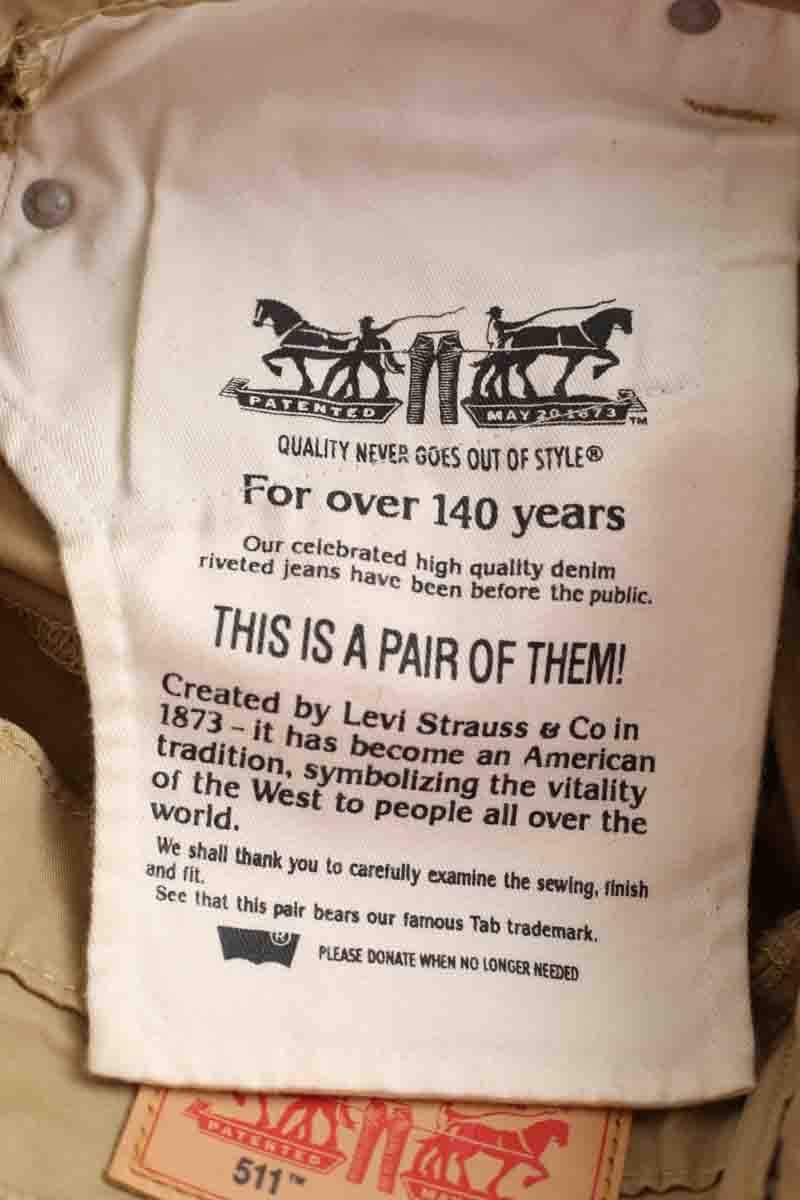 PATENTED MAY 20 1873 TM
QUALITY NEVER GOES OUT OF STYLE®
For over 140 years
Our celebrated high quality denim
riveted jeans have been before the public.
THIS IS A PAIR OF THEM!
Created by Levi Strauss & Co in
1873 - it has become an American
tradition, symbolizing the vitality
of the West to people all over the
world.
We shall thank you to carefully examine the sewing, finish
and fit.
See that this pair bears our famous Tab trademark.
® PLEASE DONATE WHEN NO LONGER NEEDED
PATENTED
511™